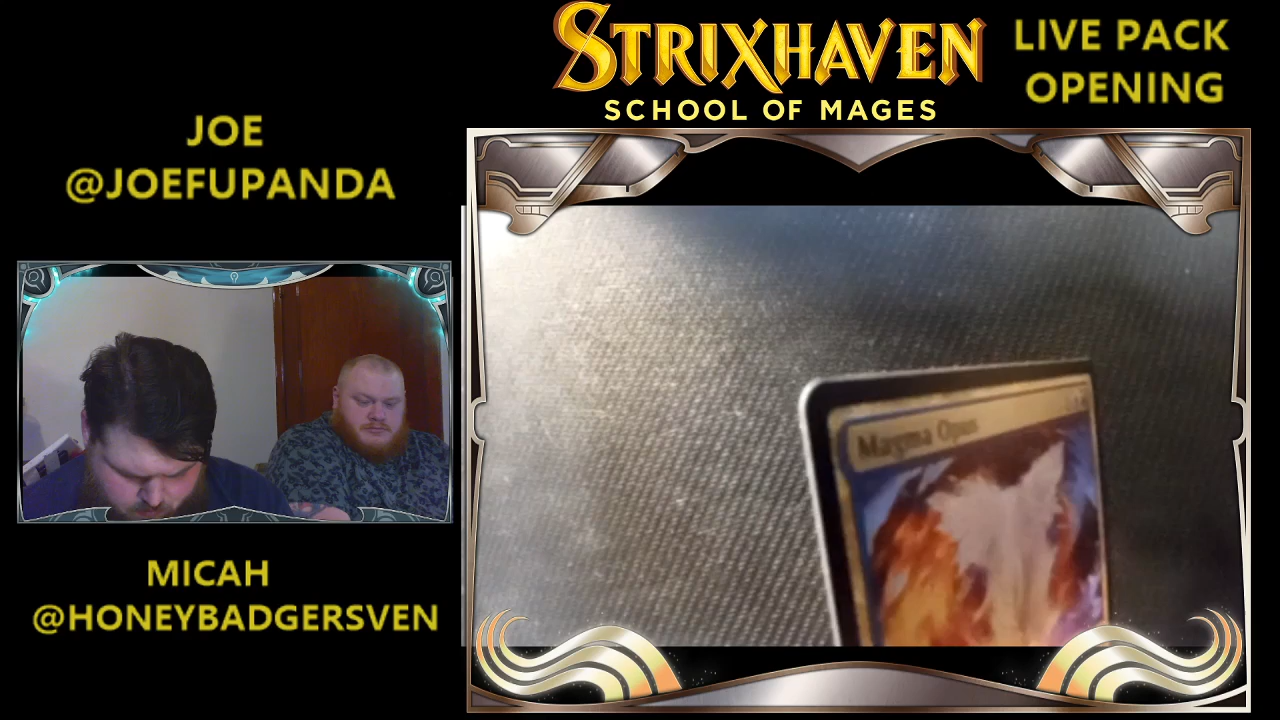 STRIXHAVEN
SCHOOL OF MAGES
LIVE PACK
OPENING
JOE
@JOEFUPANDA
Magma Opus
MICAH
@HONEYBADGERSVEN